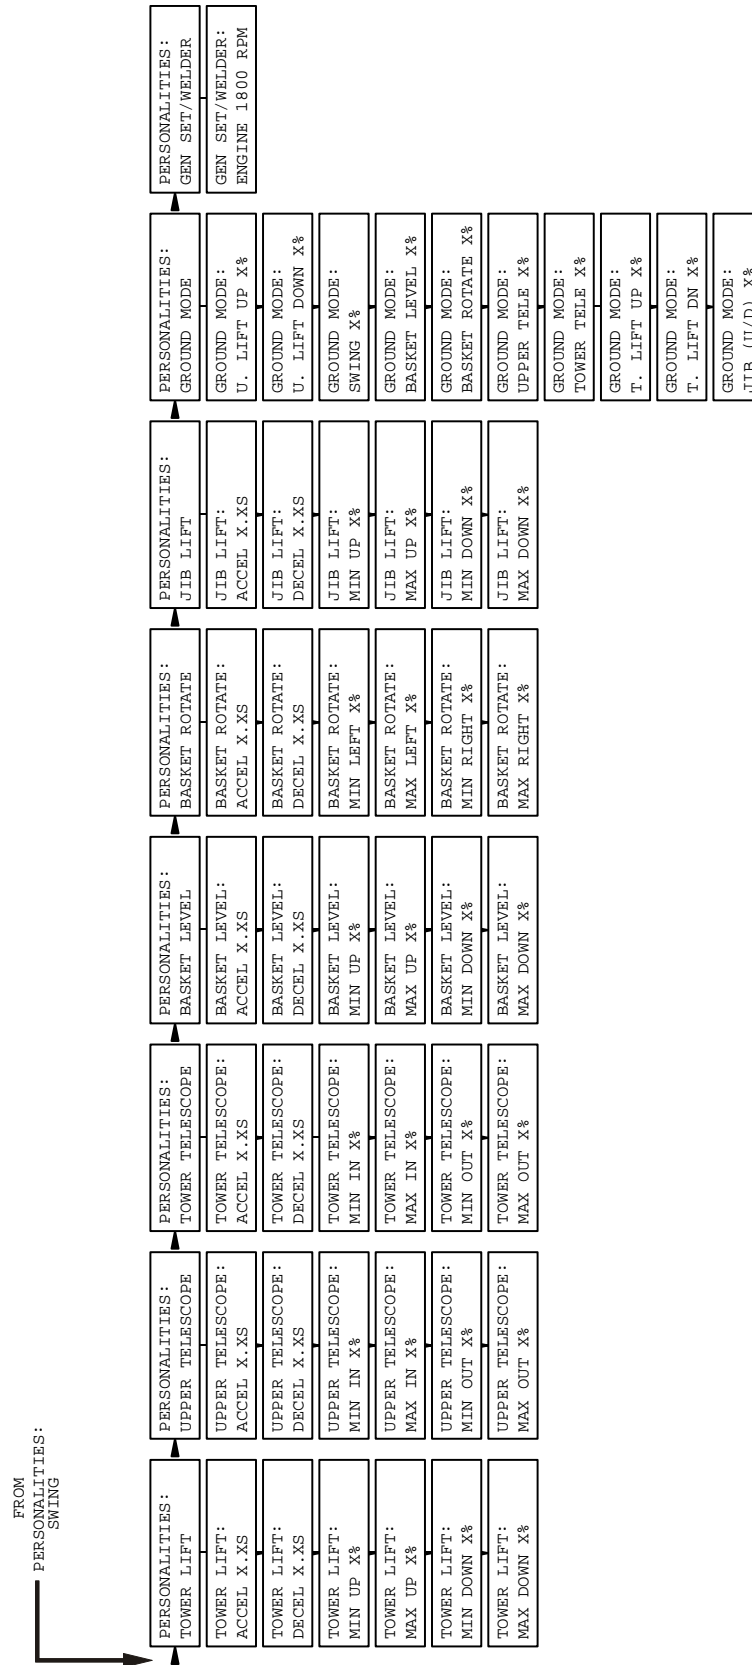 FROM
PERSONALITIES:
SWING
PERSONALITIES:
TOWER LIFT
TOWER LIFT:
ACCEL X.XS
TOWER LIFT:
DECEL X.XS
TOWER LIFT:
MIN UP X%
TOWER LIFT:
MAX UP X%
TOWER LIFT:
MIN DOWN X%
TOWER LIFT:
MAX DOWN X%
PERSONALITIES:
UPPER TELESCOPE
UPPER TELESCOPE:
ACCEL X.XS
UPPER TELESCOPE:
DECEL X.XS
UPPER TELESCOPE:
MIN IN X%
UPPER TELESCOPE:
MAX IN X%
UPPER TELESCOPE:
MIN OUT X%
UPPER TELESCOPE:
MAX OUT X%
PERSONALITIES:
TOWER TELESCOPE
TOWER TELESCOPE:
ACCEL X.XS
TOWER TELESCOPE:
DECEL X.XS
TOWER TELESCOPE:
MIN IN X%
TOWER TELESCOPE:
MAX IN X%
TOWER TELESCOPE:
MIN OUT X%
TOWER TELESCOPE:
MAX OUT X%
PERSONALITIES:
BASKET LEVEL
BASKET LEVEL:
ACCEL X.XS
BASKET LEVEL:
DECEL X.XS
BASKET LEVEL:
MIN UP X%
BASKET LEVEL:
MAX UP X%
BASKET LEVEL:
MIN DOWN X%
BASKET LEVEL:
MAX DOWN X%
PERSONALITIES:
BASKET ROTATE
BASKET ROTATE:
ACCEL X.XS
BASKET ROTATE:
DECEL X.XS
BASKET ROTATE:
MIN LEFT X%
BASKET ROTATE:
MAX LEFT X%
BASKET ROTATE:
MIN RIGHT X%
BASKET ROTATE:
MAX RIGHT X%
PERSONALITIES:
JIB LIFT
JIB LIFT:
ACCEL X.XS
JIB LIFT:
DECEL X.XS
JIB LIFT:
MIN UP X%
JIB LIFT:
MAX UP X%
JIB LIFT:
MIN DOWN X%
JIB LIFT:
MAX DOWN X%
PERSONALITIES:
GROUND MODE
GROUND MODE:
U. LIFT UP X%
GROUND MODE:
U. LIFT DOWN X%
GROUND MODE:
SWING X%
GROUND MODE:
BASKET LEVEL X%
GROUND MODE:
BASKET ROTATE X%
GROUND MODE:
UPPER TELE X%
GROUND MODE:
TOWER TELE X%
GROUND MODE:
T. LIFT UP X%
GROUND MODE:
T. LIFT DN X%
GROUND MODE:
JIB (U/D) X%
PERSONALITIES:
GEN SET/WELDER
GEN SET/WELDER:
ENGINE 1800 RPM